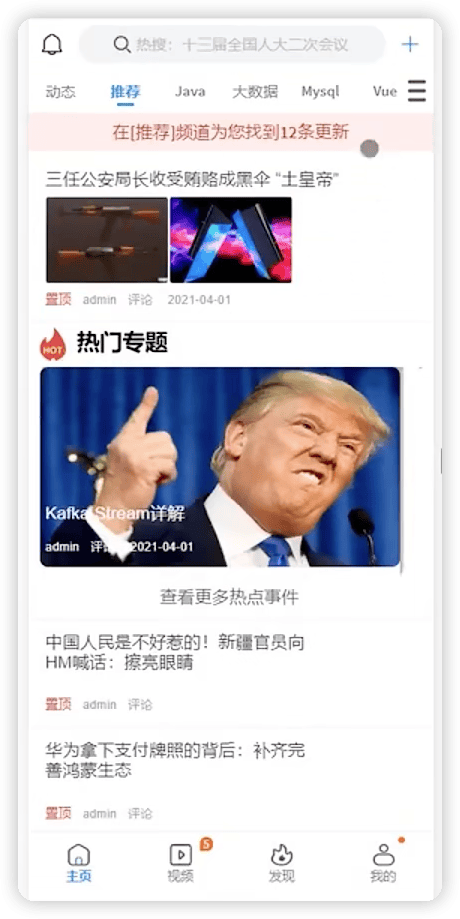 热搜：十三届全国人大二次会议
动态 推荐 Java 大数据 Mysql Vue
在[推荐]频道为您找到12条更新
三任公安局长收受贿赂成黑伞 “土皇帝”
置顶 admin 评论 2021-04-01
HOT 热门专题
Kafka Stream详解
admin 评论 2021-04-01
查看更多热点事件
中国人民是不好惹的！新疆官员向
HM喊话：擦亮眼睛
置顶 admin 评论
华为拿下支付牌照的背后：补齐完
善鸿蒙生态
置顶 admin 评论
5
主页 视频 发现 我的